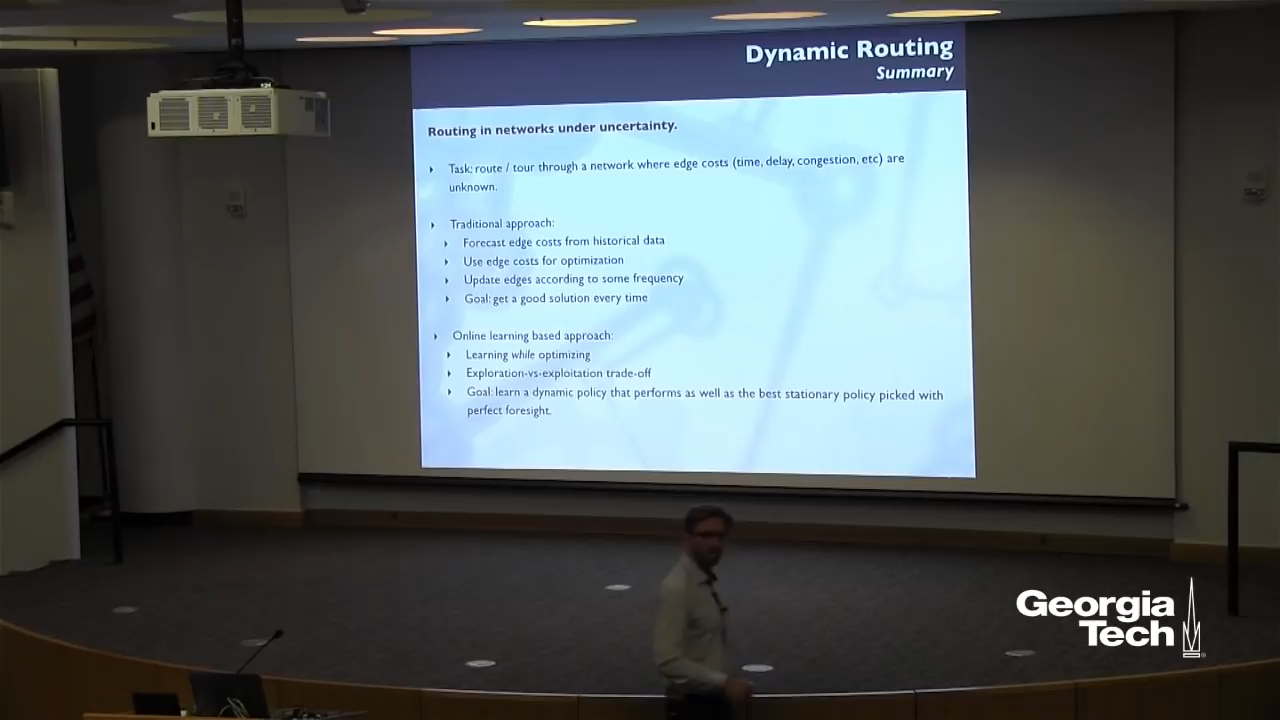 Dynamic Routing
Summary
Routing in networks under uncertainty.
Task: route / tour through a network where edge costs (time, delay, congestion, etc) are
unknown.
Traditional approach:
Forecast edge costs from historical data
Use edge costs for optimization
Update edges according to some frequency
Goal: get a good solution every time
Online learning based approach:
Learning while optimizing
Exploration-vs-exploitation trade-off
Goal: learn a dynamic policy that performs as well as the best stationary policy picked with
perfect foresight.
Georgia
Tech